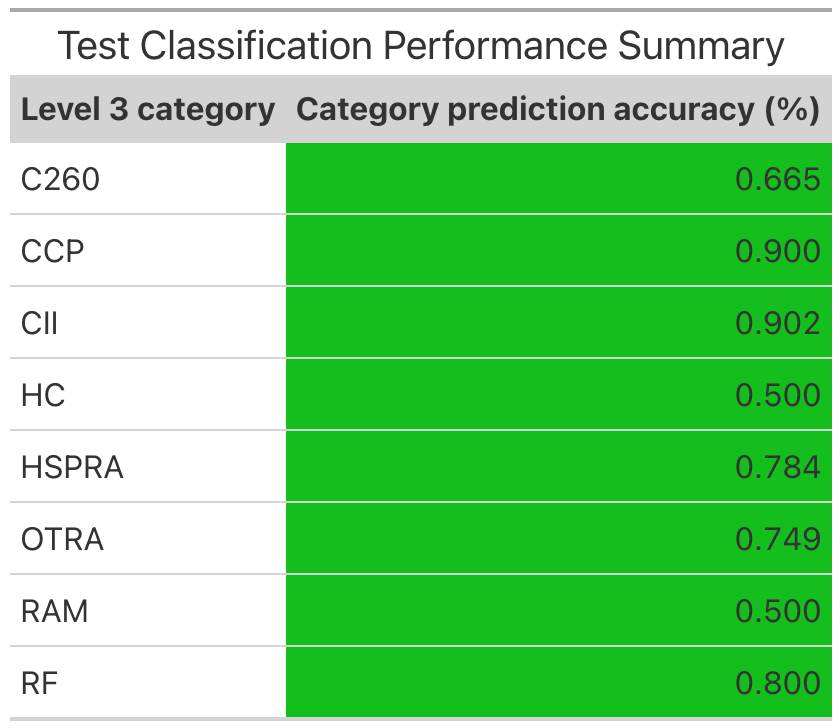 Test Classification Performance Summary
Level 3 category Category prediction accuracy (%)
C260 0.665
CCP 0.900
CII 0.902
HC 0.500
HSPRA 0.784
OTRA 0.749
RAM 0.500
RF 0.800